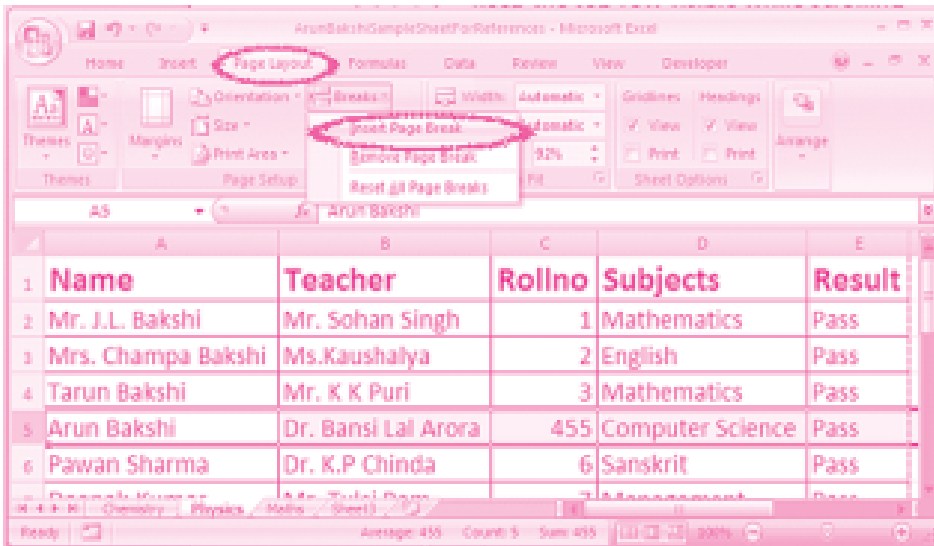 ArunBakshiSampleSheetForReferences - Microsoft Excel
Home Insert Page Layout Formulas Data Review View Developer
Themes Margins Orientation Size Print Area Breaks Width: Automatic Gridlines Headings Arrange
Insert Page Break Automatic View View
Remove Page Break 92% Print Print
Reset All Page Breaks
Themes Page Setup Fit Sheet Options
A5 fx Arun Bakshi
A B C D E
1 Name Teacher Rollno Subjects Result
2 Mr. J.L. Bakshi Mr. Sohan Singh 1 Mathematics Pass
3 Mrs. Champa Bakshi Ms.Kaushalya 2 English Pass
4 Tarun Bakshi Mr. K K Puri 3 Mathematics Pass
5 Arun Bakshi Dr. Bansi Lal Arora 455 Computer Science Pass
6 Pawan Sharma Dr. K.P Chinda 6 Sanskrit Pass
Chemistry Physics Maths Sheet3
Ready Average: 455 Count: 5 Sum: 455 100%